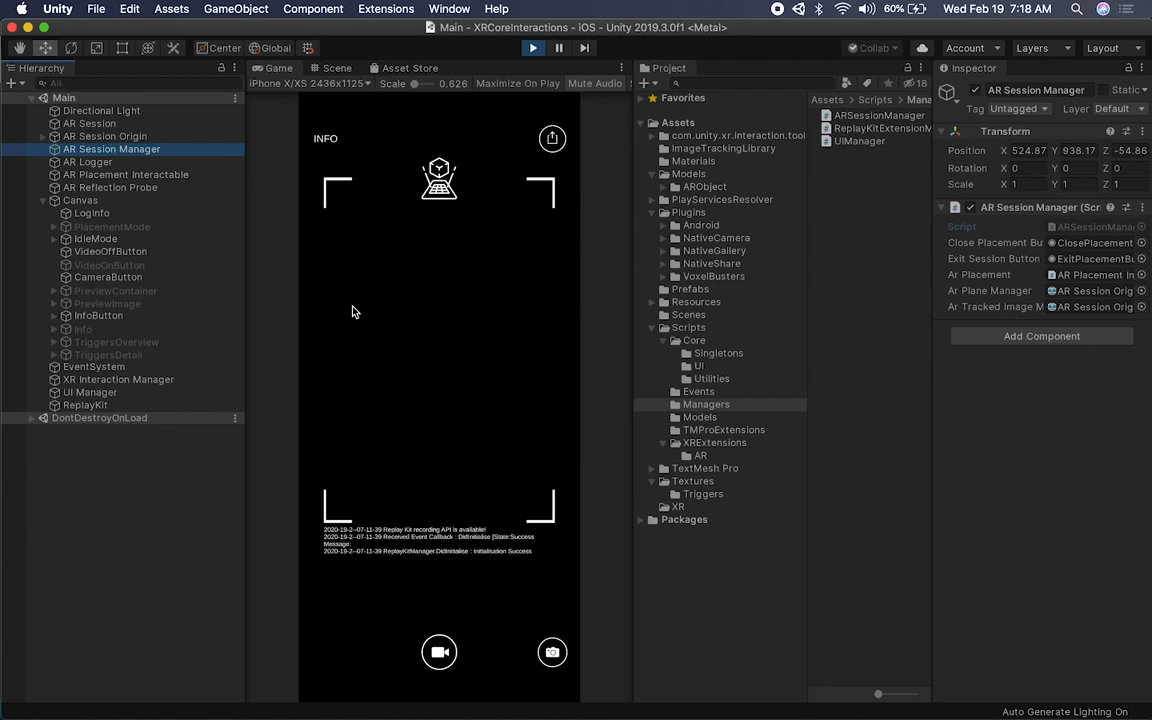 Unity File Edit Assets GameObject Component Extensions Window Help 60% Wed Feb 19 7:18 AM
Main - XRCoreInteractions - iOS - Unity 2019.3.0f1 <Metal>
Center Global Collab Account Layers Layout
Hierarchy
All
Main
Directional Light
AR Session
AR Session Origin
AR Session Manager
AR Logger
AR Placement Interactable
AR Reflection Probe
Canvas
LogInfo
PlacementMode
IdleMode
VideoOffButton
VideoOnButton
CameraButton
PreviewContainer
PreviewImage
InfoButton
Info
TriggersOverview
TriggersDetail
EventSystem
XR Interaction Manager
UI Manager
ReplayKit
DontDestroyOnLoad
Game Scene Asset Store
iPhone X/XS 2436x1125 Scale 0.626 Maximize On Play Mute Audio
INFO
2020-19-2--07-11-39 Replay Kit recording API is available!
2020-19-2--07-11-39 Received Event Callback : DidInitialise [State:Success
Message:
2020-19-2--07-11-39 ReplayKitManager.DidInitialise : Initialisation Success
Project
18
Favorites
Assets
com.unity.xr.interaction.tool
ImageTrackingLibrary
Materials
Models
ARObject
PlayServicesResolver
Plugins
Android
NativeCamera
NativeGallery
NativeShare
VoxelBusters
Prefabs
Resources
Scenes
Scripts
Core
Singletons
UI
Utilities
Events
Managers
Models
TMProExtensions
XRExtensions
AR
TextMesh Pro
Textures
Triggers
XR
Packages
Assets Scripts Mana
ARSessionManager
ReplayKitExtensionM
UIManager
Inspector
AR Session Manager Static
Tag Untagged Layer Default
Transform
Position X 524.87 Y 938.17 Z -54.86
Rotation X 0 Y 0 Z 0
Scale X 1 Y 1 Z 1
AR Session Manager (Scri
Script ARSessionMana
Close Placement Bu ClosePlacement
Exit Session Button ExitPlacementBu
Ar Placement AR Placement In
Ar Plane Manager AR Session Orig
Ar Tracked Image M AR Session Orig
Add Component
Auto Generate Lighting On